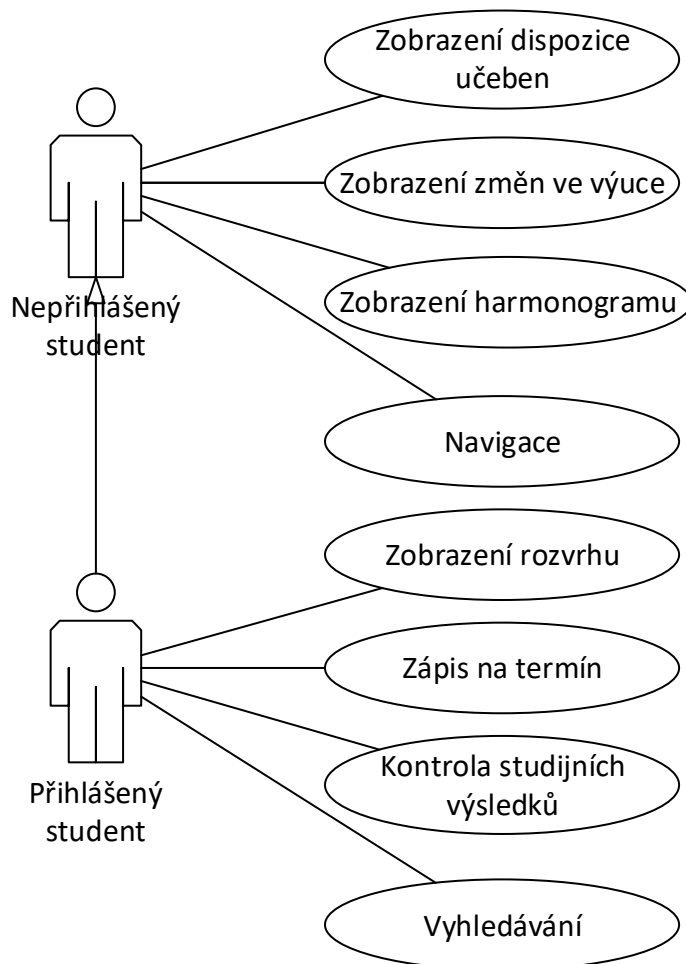 Zobrazení dispozice
učeben
Zobrazení změn ve výuce
Zobrazení harmonogramu
Nepřihlášený
student
Navigace
Zobrazení rozvrhu
Zápis na termín
Kontrola studijních
výsledků
Přihlášený
student
Vyhledávání